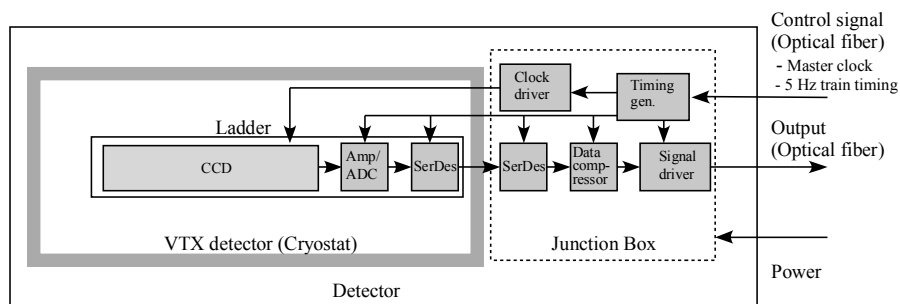 Control signal
(Optical fiber)
- Master clock
- 5 Hz train timing
Clock
driver
Timing
gen.
Ladder
Output
(Optical fiber)
CCD
Amp/
ADC
SerDes
SerDes
Data
comp-
ressor
Signal
driver
VTX detector (Cryostat)
Junction Box
Power
Detector